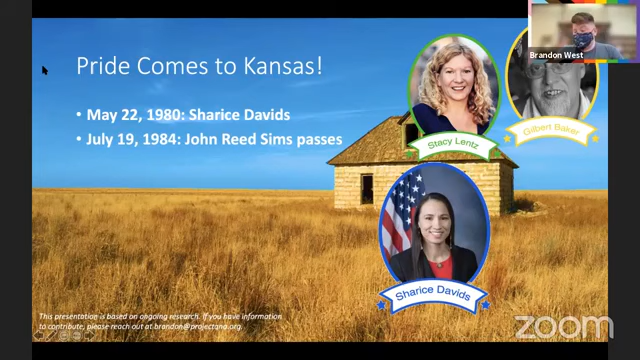 Pride Comes to Kansas!
• May 22, 1980: Sharice Davids
• July 19, 1984: John Reed Sims passes
Brandon West
Stacy Lentz
Gilbert Baker
Sharice Davids
This presentation is based on ongoing research. If you have information
to contribute, please reach out at brandon@projectqna.org.
zoom